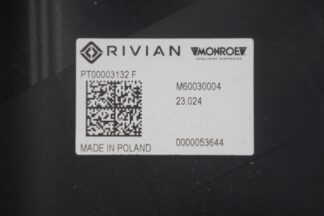 RIVIAN MONROE
INTELLIGENT SUSPENSION
PT00003132 F
M60030004
23.024
MADE IN POLAND 0000053644